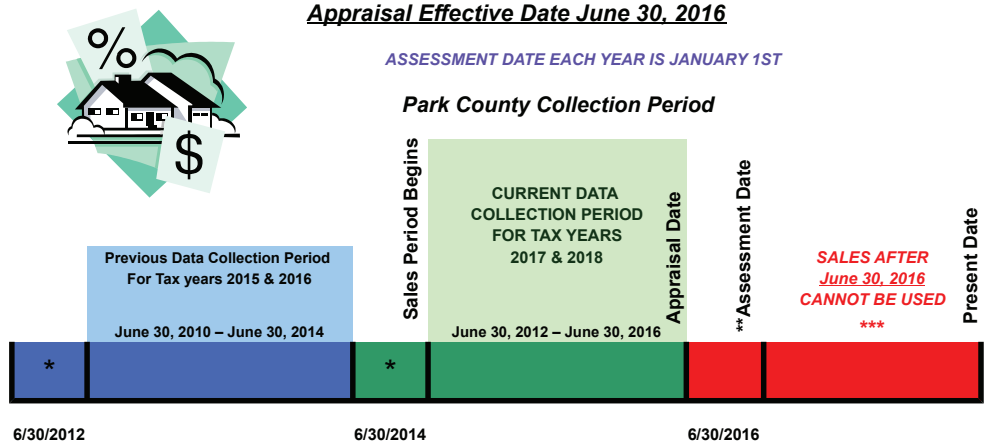 Appraisal Effective Date June 30, 2016
%
$
ASSESSMENT DATE EACH YEAR IS JANUARY 1ST
Park County Collection Period
Previous Data Collection Period
For Tax years 2015 & 2016
June 30, 2010 – June 30, 2014
Sales Period Begins
CURRENT DATA
COLLECTION PERIOD
FOR TAX YEARS
2017 & 2018
June 30, 2012 – June 30, 2016
Appraisal Date
**Assessment Date
SALES AFTER
June 30, 2016
CANNOT BE USED
***
Present Date
*
*
6/30/2012
6/30/2014
6/30/2016